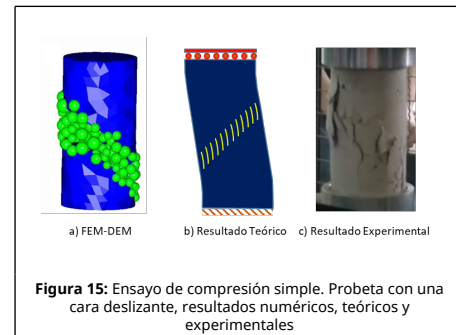 a) FEM-DEM b) Resultado Teórico c) Resultado Experimental
Figura 15: Ensayo de compresión simple. Probeta con una
cara deslizante, resultados numéricos, teóricos y
experimentales